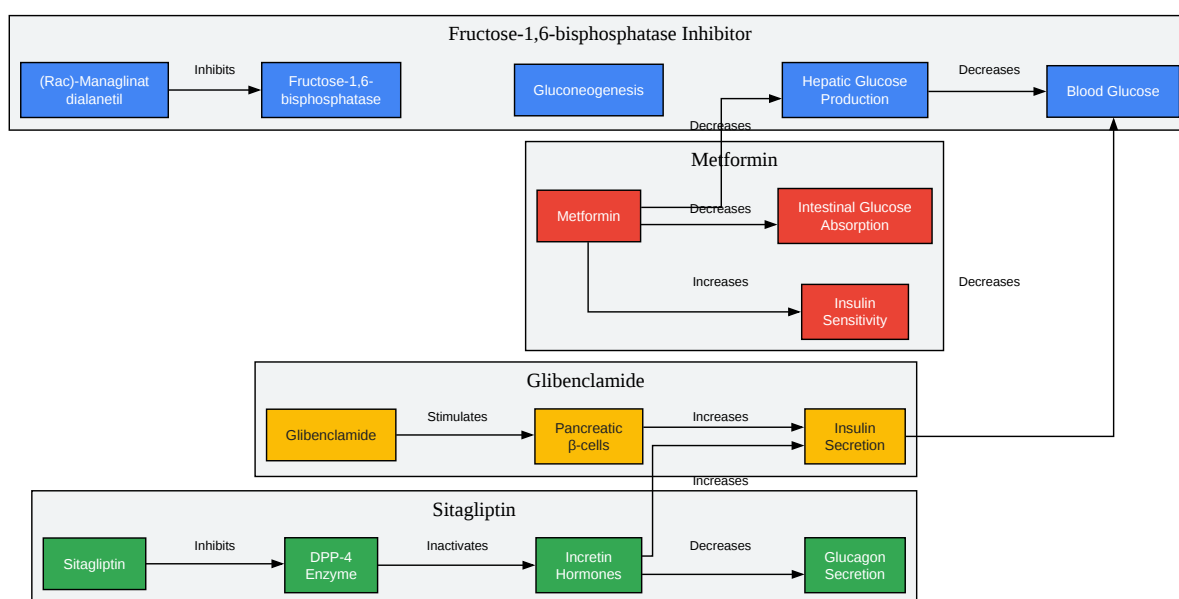 Fructose-1,6-bisphosphatase Inhibitor
(Rac)-Managlinat
dialanetil
Inhibits
Fructose-1,6-
bisphosphatase
Gluconeogenesis
Hepatic Glucose
Production
Decreases
Blood Glucose
Decreases
Metformin
Metformin
Decreases
Intestinal Glucose
Absorption
Increases
Insulin
Sensitivity
Decreases
Glibenclamide
Glibenclamide
Stimulates
Pancreatic
β-cells
Increases
Insulin
Secretion
Increases
Sitagliptin
Sitagliptin
Inhibits
DPP-4
Enzyme
Inactivates
Incretin
Hormones
Decreases
Glucagon
Secretion